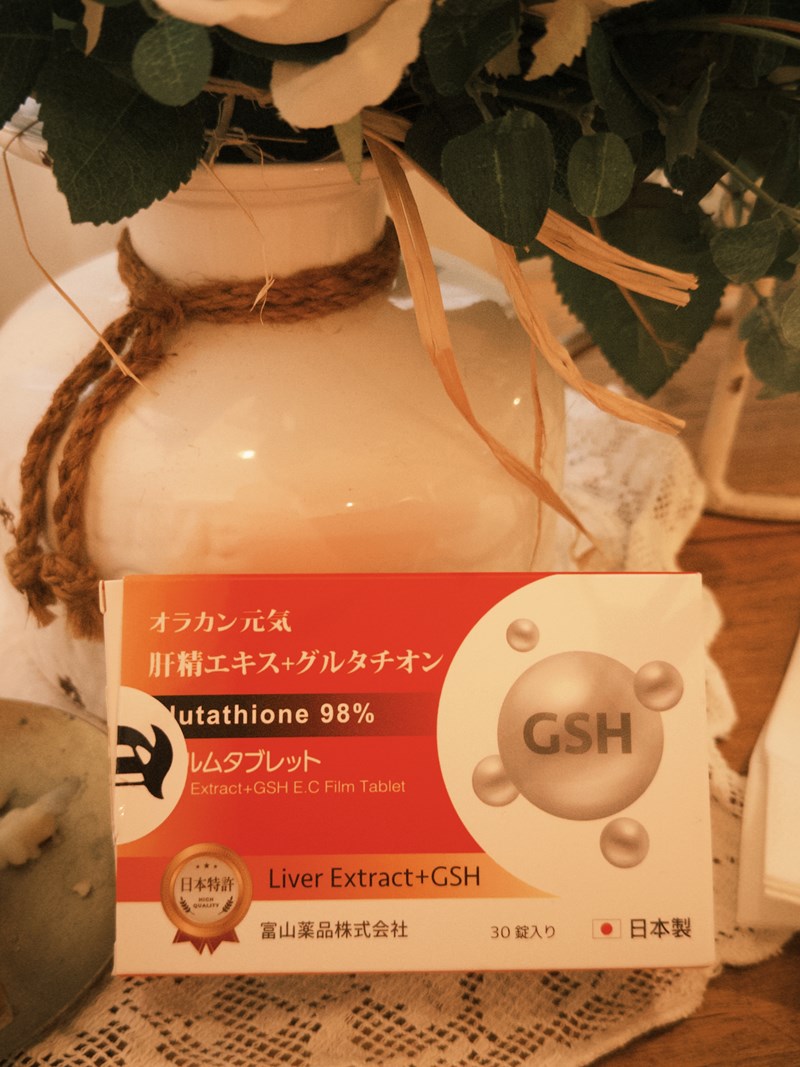 オラカン元気
肝精エキス+グルタチオン
lutathione 98%
ルムタブレット
Extract+GSH E.C Film Tablet
GSH
Liver Extract+GSH
日本特許
HIGH
QUALITY
富山薬品株式会社
30 錠入り
日本製